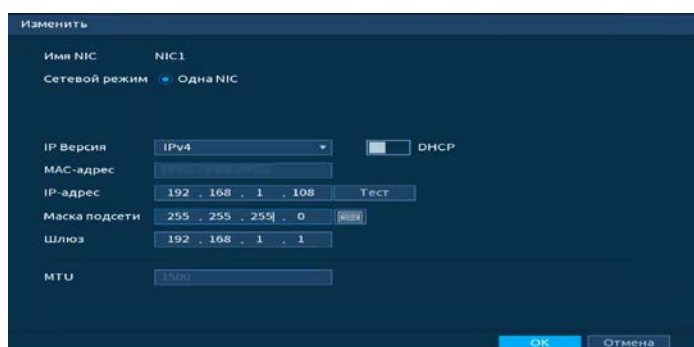 Изменить
Имя NIC NIC1
Сетевой режим Одна NIC
IP Версия IPv4 DHCP
MAC-адрес
IP-адрес 192 . 168 . 1 . 108 Тест
Маска подсети 255 . 255 . 255 . 0
Шлюз 192 . 168 . 1 . 1
MTU 1500
OK Отмена